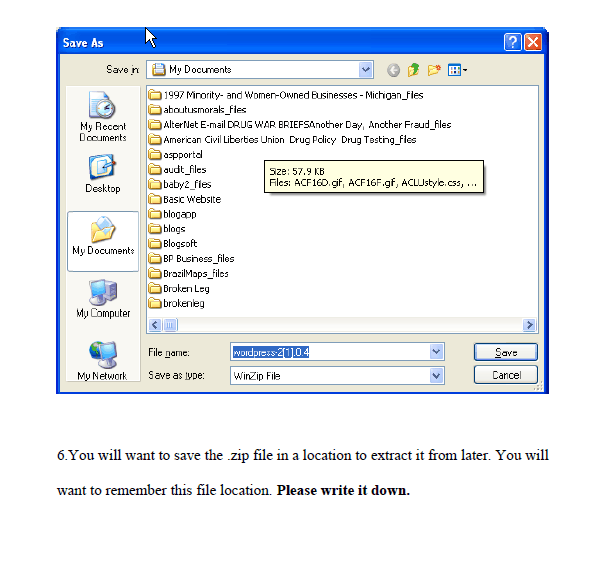 Save As
Save in:
My Documents
My Recent
Documents
Desktop
My Documents
My Computer
My Network
1997 Minority- and Women-Owned Businesses - Michigan_files
aboutusmorals_files
AlterNet E-mail DRUG WAR BRIEFSAnother Day, Another Fraud_files
American Civil Liberties Union Drug Policy Drug Testing_files
aspportal
audit_files
baby2_files
Basic Website
blogapp
blogs
Blogsoft
BP Business_files
BrazilMaps_files
Broken Leg
brokenleg
Size: 57.9 KB
Files: ACF16D.gif, ACF16F.gif, ACLUstyle.css, ...
File name:
wordpress-2[1].0.4
Save
Save as type:
WinZip File
Cancel
6.You will want to save the .zip file in a location to extract it from later. You will
want to remember this file location. Please write it down.